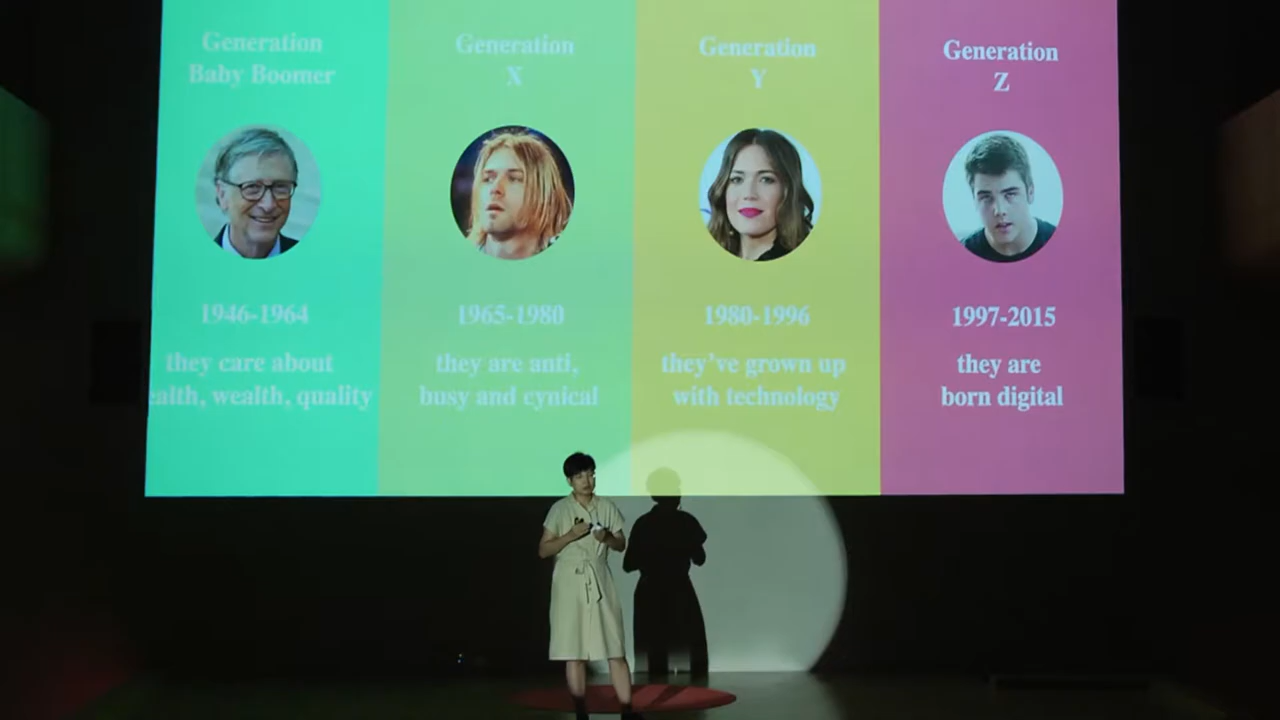 Generation
Baby Boomer
1946-1964
they care about
ealth, wealth, quality
Generation
X
1965-1980
they are anti,
busy and cynical
Generation
Y
1980-1996
they've grown up
with technology
Generation
Z
1997-2015
they are
born digital